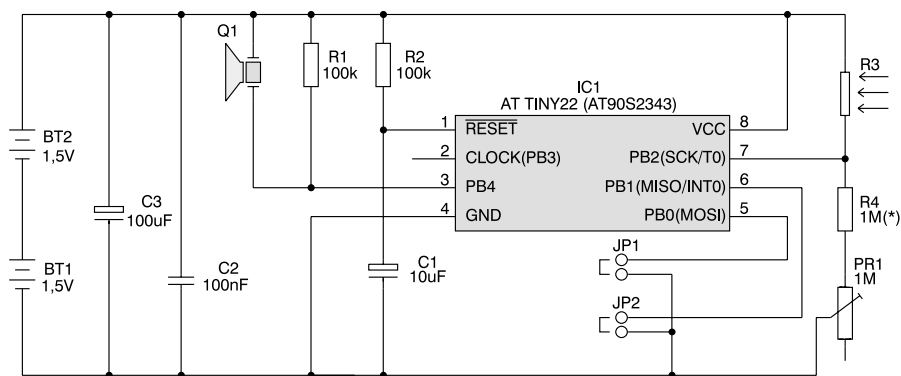 Q1
R1
100k
R2
100k
R3
IC1
AT TINY22 (AT90S2343)
1 RESET VCC 8
2 CLOCK(PB3) PB2(SCK/T0) 7
3 PB4 PB1(MISO/INT0) 6
4 GND PB0(MOSI) 5
BT2
1,5V
C3
100uF
R4
1M(*)
BT1
1,5V
C2
100nF
C1
10uF
JP1
JP2
PR1
1M